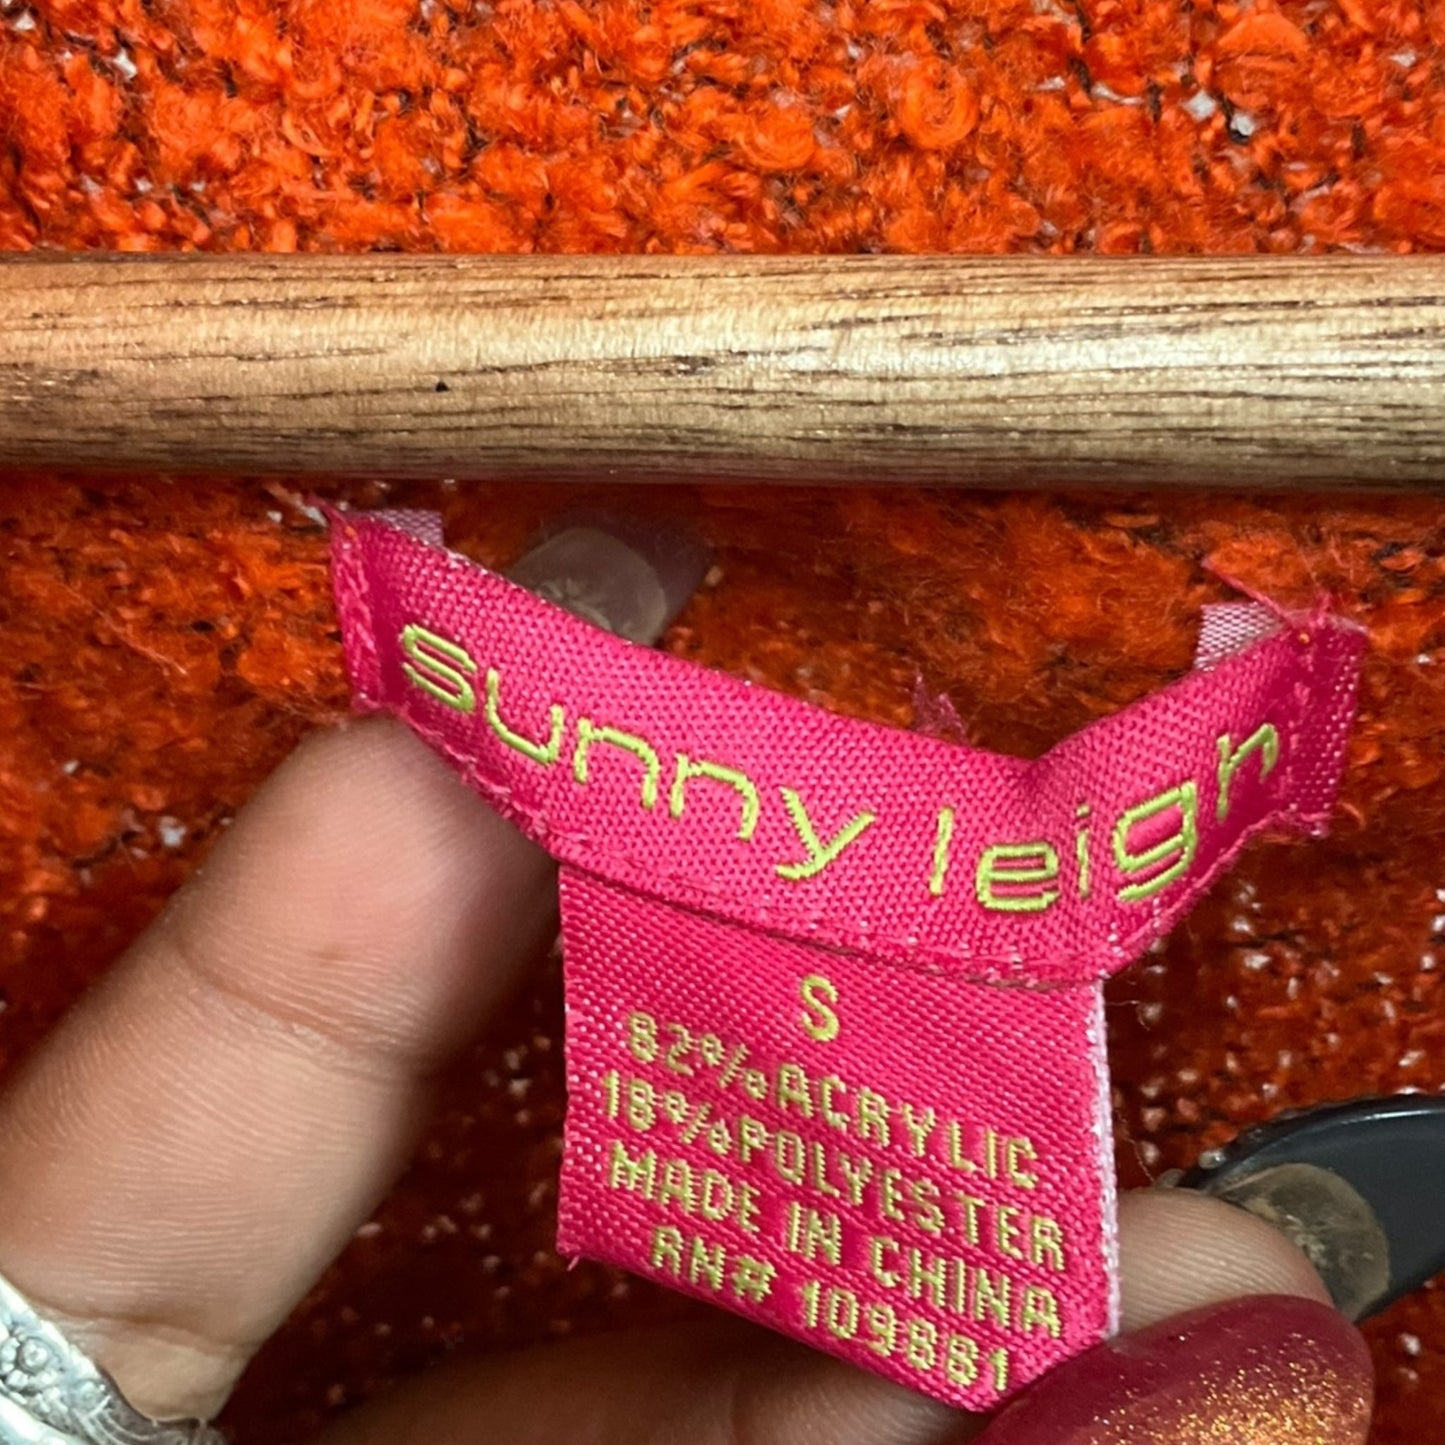 sunny leigh
S
82%ACRYLIC
18%POLYESTER
MADE IN CHINA
RN# 109881